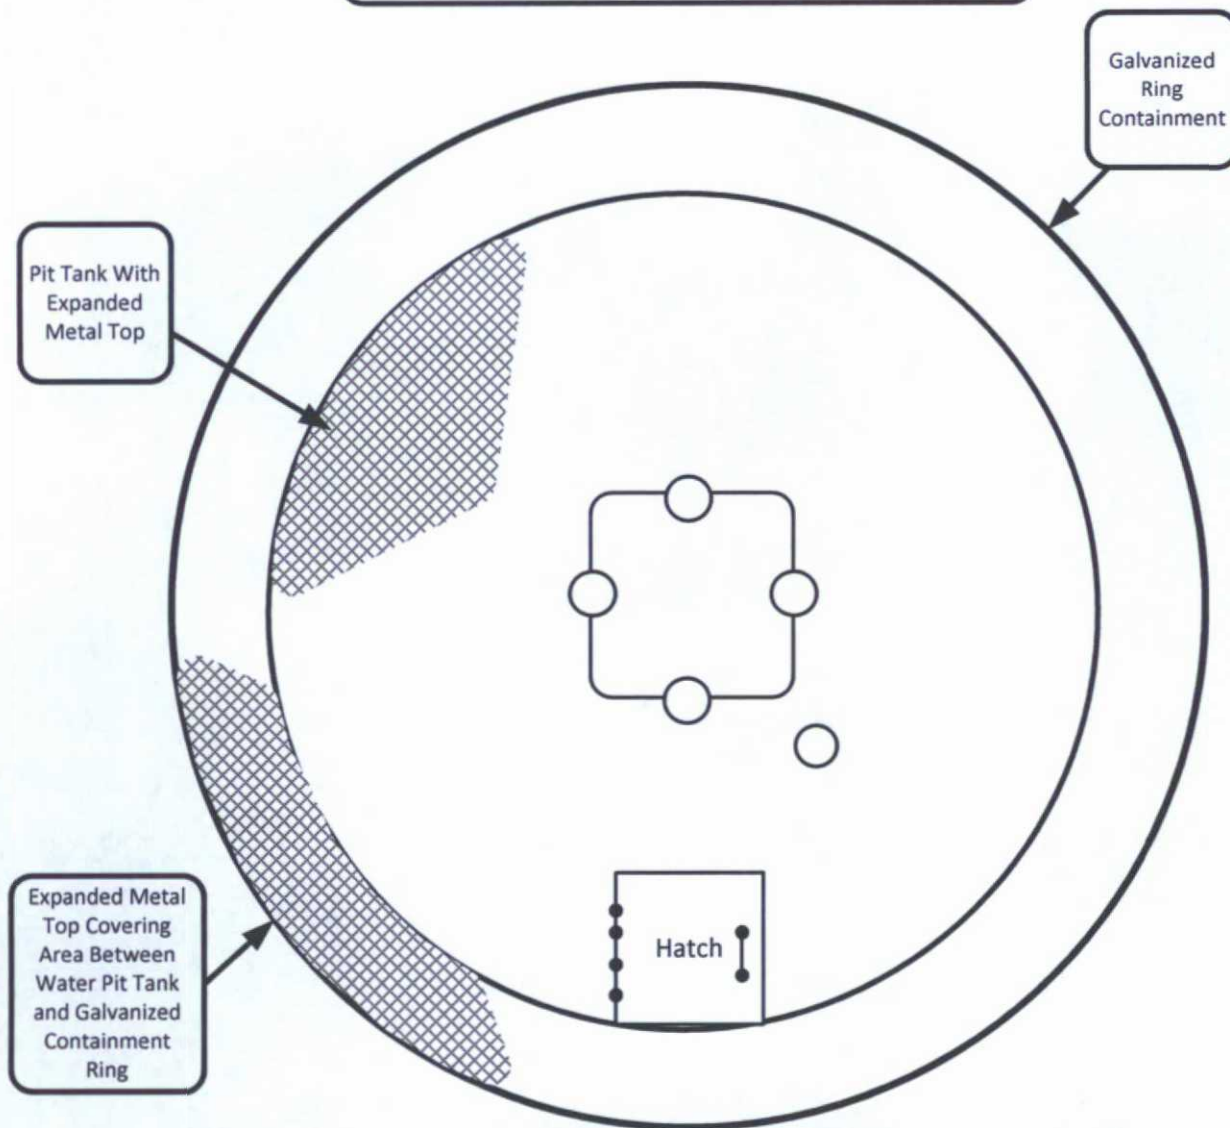 Galvanized
Ring
Containment
Pit Tank With
Expanded
Metal Top
Expanded Metal
Top Covering
Area Between
Water Pit Tank
and Galvanized
Containment
Ring
Hatch